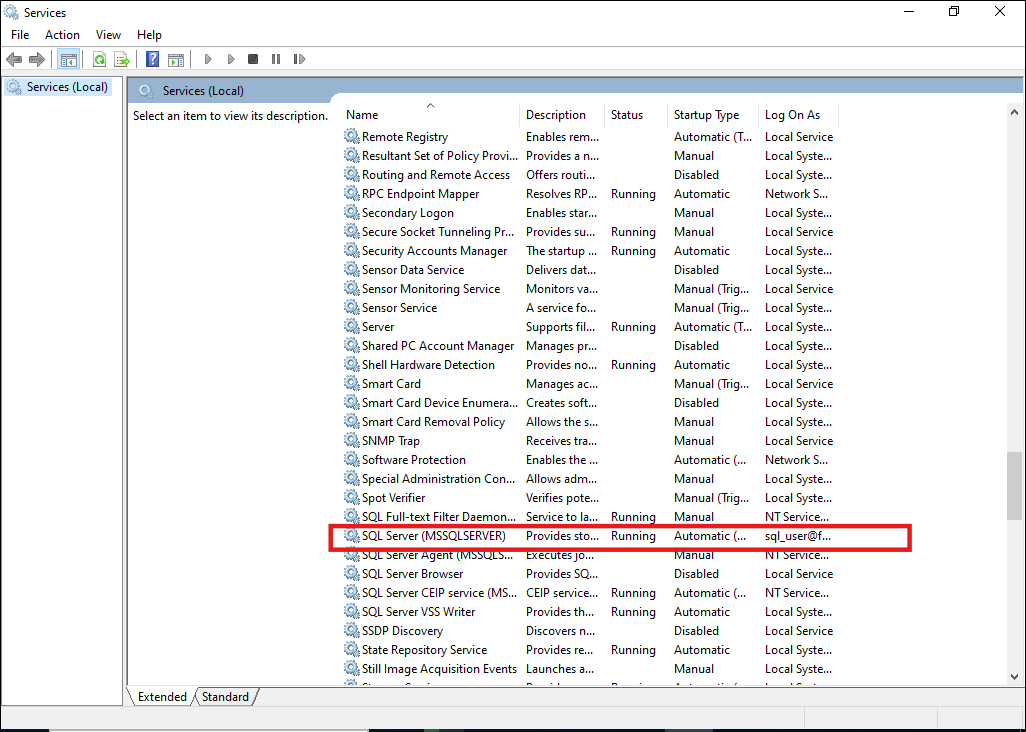 Services
File Action View Help
Services (Local)
Services (Local)
Select an item to view its description.
Name Description Status Startup Type Log On As
Remote Registry Enables rem... Automatic (T... Local Service
Resultant Set of Policy Provi... Provides a n... Manual Local Syste...
Routing and Remote Access Offers routi... Disabled Local Syste...
RPC Endpoint Mapper Resolves RP... Running Automatic Network S...
Secondary Logon Enables star... Manual Local Syste...
Secure Socket Tunneling Pr... Provides su... Running Manual Local Service
Security Accounts Manager The startup ... Running Automatic Local Syste...
Sensor Data Service Delivers dat... Disabled Local Syste...
Sensor Monitoring Service Monitors va... Manual (Trig... Local Service
Sensor Service A service fo... Manual (Trig... Local Syste...
Server Supports fil... Running Automatic (T... Local Syste...
Shared PC Account Manager Manages pr... Disabled Local Syste...
Shell Hardware Detection Provides no... Running Automatic Local Syste...
Smart Card Manages ac... Manual (Trig... Local Service
Smart Card Device Enumera... Creates soft... Disabled Local Syste...
Smart Card Removal Policy Allows the s... Manual Local Syste...
SNMP Trap Receives tra... Manual Local Service
Software Protection Enables the ... Automatic (... Network S...
Special Administration Con... Allows adm... Manual Local Syste...
Spot Verifier Verifies pote... Manual (Trig... Local Syste...
SQL Full-text Filter Daemon... Service to la... Running Manual NT Service...
SQL Server (MSSQLSERVER) Provides sto... Running Automatic (... sql_user@f...
SQL Server Agent (MSSQLS... Executes jo... Manual NT Service...
SQL Server Browser Provides SQ... Disabled Local Service
SQL Server CEIP service (MS... CEIP service... Running Automatic (... NT Service...
SQL Server VSS Writer Provides th... Running Automatic Local Syste...
SSDP Discovery Discovers n... Disabled Local Service
State Repository Service Provides re... Running Automatic Local Syste...
Still Image Acquisition Events Launches a... Manual Local Syste...
Extended Standard